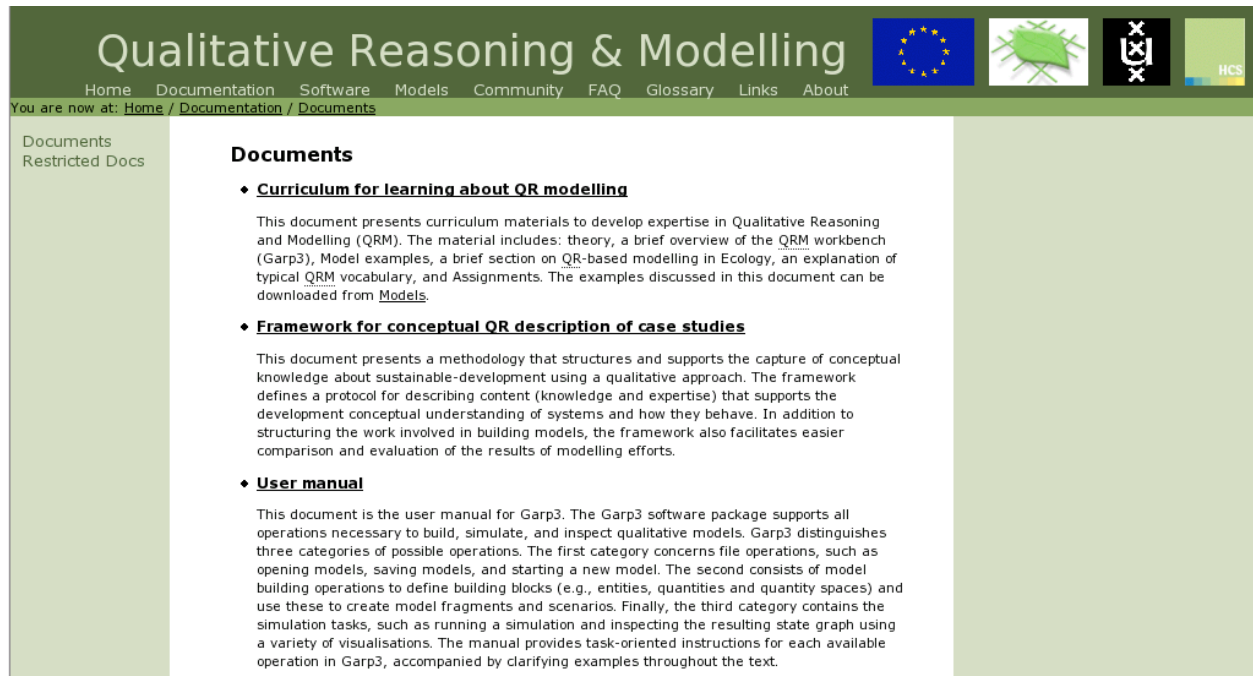 Qualitative Reasoning & Modelling
HCS
Home Documentation Software Models Community FAQ Glossary Links About
You are now at: Home / Documentation / Documents
Documents
Restricted Docs
Documents
Curriculum for learning about QR modelling
This document presents curriculum materials to develop expertise in Qualitative Reasoning
and Modelling (QRM). The material includes: theory, a brief overview of the QRM workbench
(Garp3), Model examples, a brief section on QR-based modelling in Ecology, an explanation of
typical QRM vocabulary, and Assignments. The examples discussed in this document can be
downloaded from Models.
Framework for conceptual QR description of case studies
This document presents a methodology that structures and supports the capture of conceptual
knowledge about sustainable-development using a qualitative approach. The framework
defines a protocol for describing content (knowledge and expertise) that supports the
development conceptual understanding of systems and how they behave. In addition to
structuring the work involved in building models, the framework also facilitates easier
comparison and evaluation of the results of modelling efforts.
User manual
This document is the user manual for Garp3. The Garp3 software package supports all
operations necessary to build, simulate, and inspect qualitative models. Garp3 distinguishes
three categories of possible operations. The first category concerns file operations, such as
opening models, saving models, and starting a new model. The second consists of model
building operations to define building blocks (e.g., entities, quantities and quantity spaces) and
use these to create model fragments and scenarios. Finally, the third category contains the
simulation tasks, such as running a simulation and inspecting the resulting state graph using
a variety of visualisations. The manual provides task-oriented instructions for each available
operation in Garp3, accompanied by clarifying examples throughout the text.